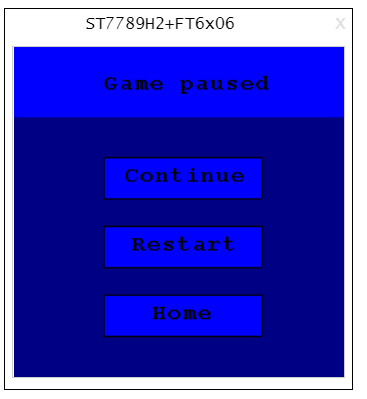 ST7789H2+FT6x06 X
Game paused
Continue
Restart
Home